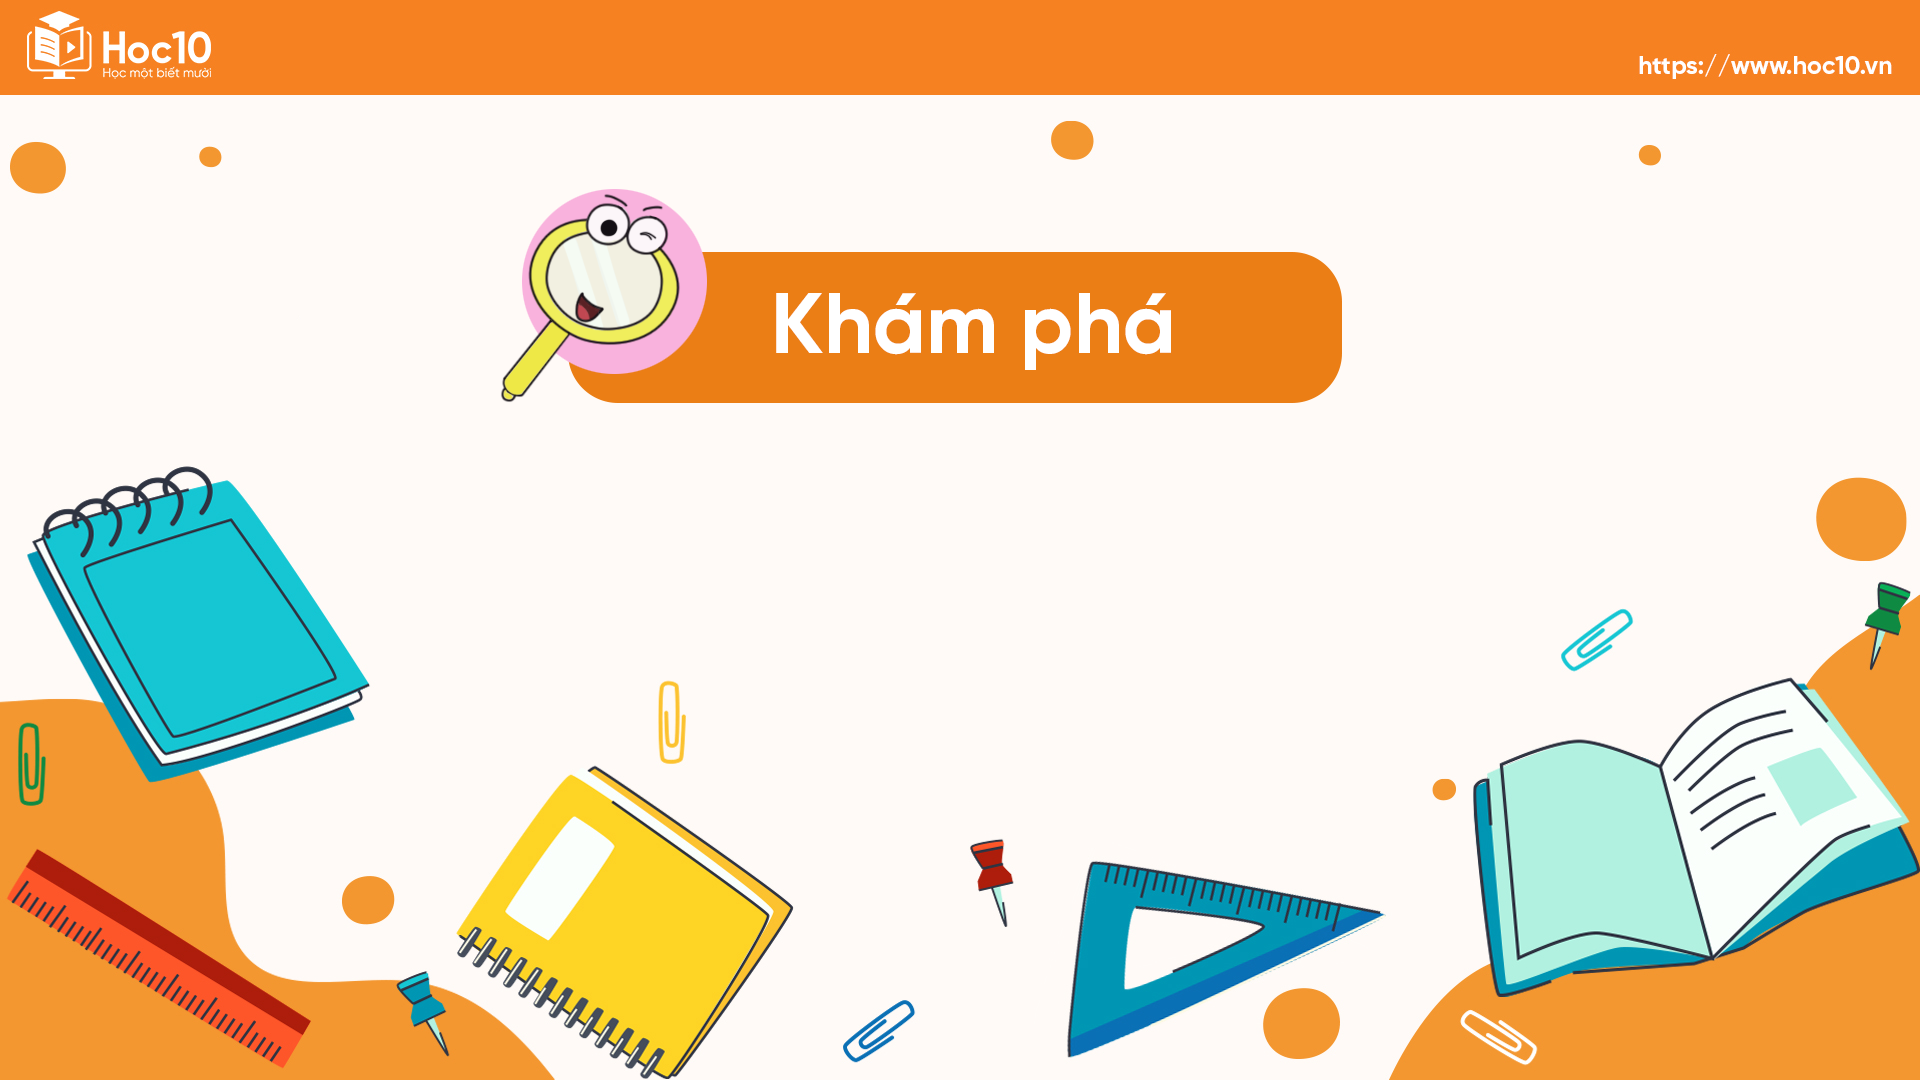 Hoc10
Học một biết mười
https://www.hoc10.vn
Khám phá